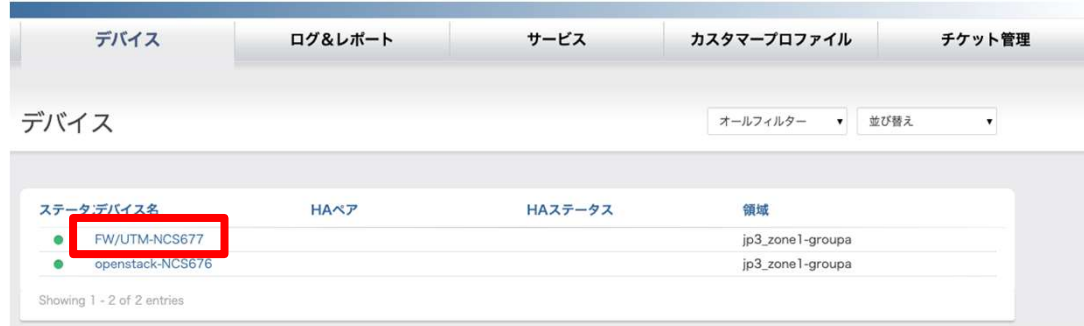 デバイス ログ&レポート サービス カスタマープロファイル チケット管理
デバイス オールフィルター 並び替え
ステータ デバイス名 HAペア HAステータス 領域
FW/UTM-NCS677 jp3_zone1-groupa
openstack-NCS676 jp3_zone1-groupa
Showing 1 - 2 of 2 entries